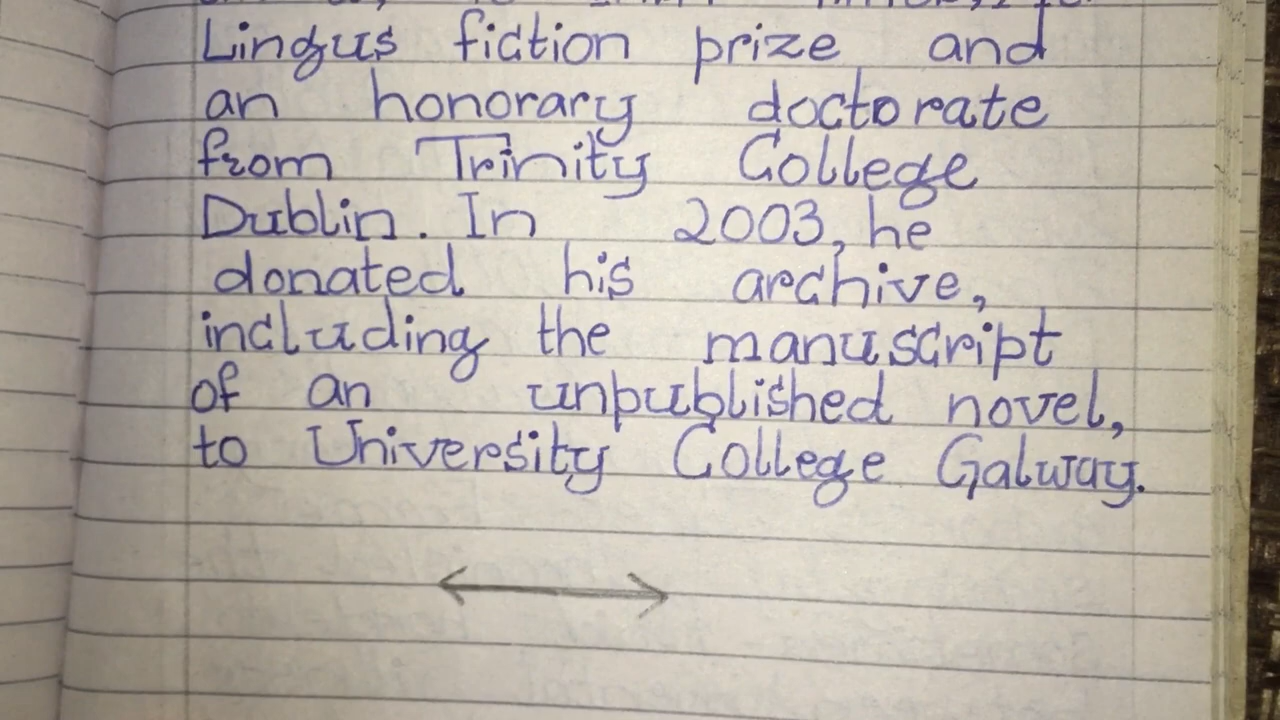 Lingus fiction prize and
an honorary doctorate
from Trinity College
Dublin. In 2003, he
donated his archive,
including the manuscript
of an unpublished novel,
to University College Galway.